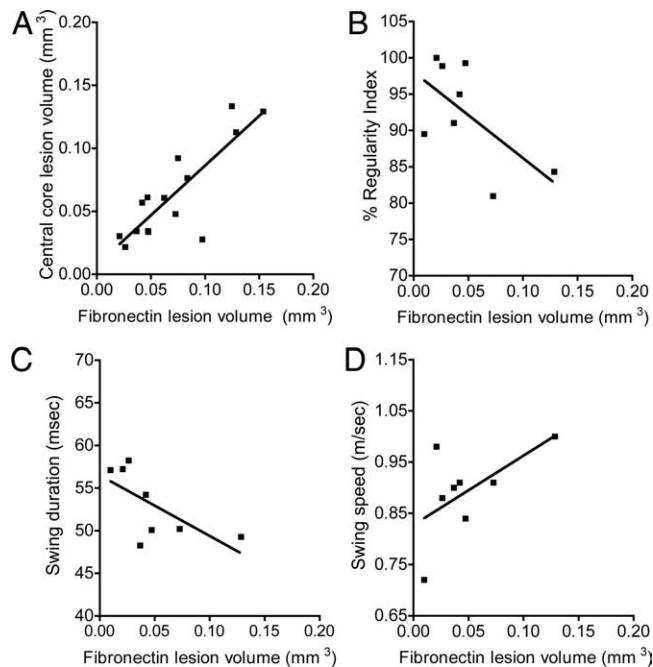 A
Central core lesion volume (mm³)
0.20
0.15
0.10
0.05
0.00
0.00 0.05 0.10 0.15 0.20
Fibronectin lesion volume (mm³)
B
% Regularity Index
100
95
90
85
80
75
70
0.00 0.05 0.10 0.15 0.20
Fibronectin lesion volume (mm³)
C
Swing duration (msec)
70
65
60
55
50
45
40
0.00 0.05 0.10 0.15 0.20
Fibronectin lesion volume (mm³)
D
Swing speed (m/sec)
1.15
1.05
0.95
0.85
0.75
0.65
0.00 0.05 0.10 0.15 0.20
Fibronectin lesion volume (mm³)